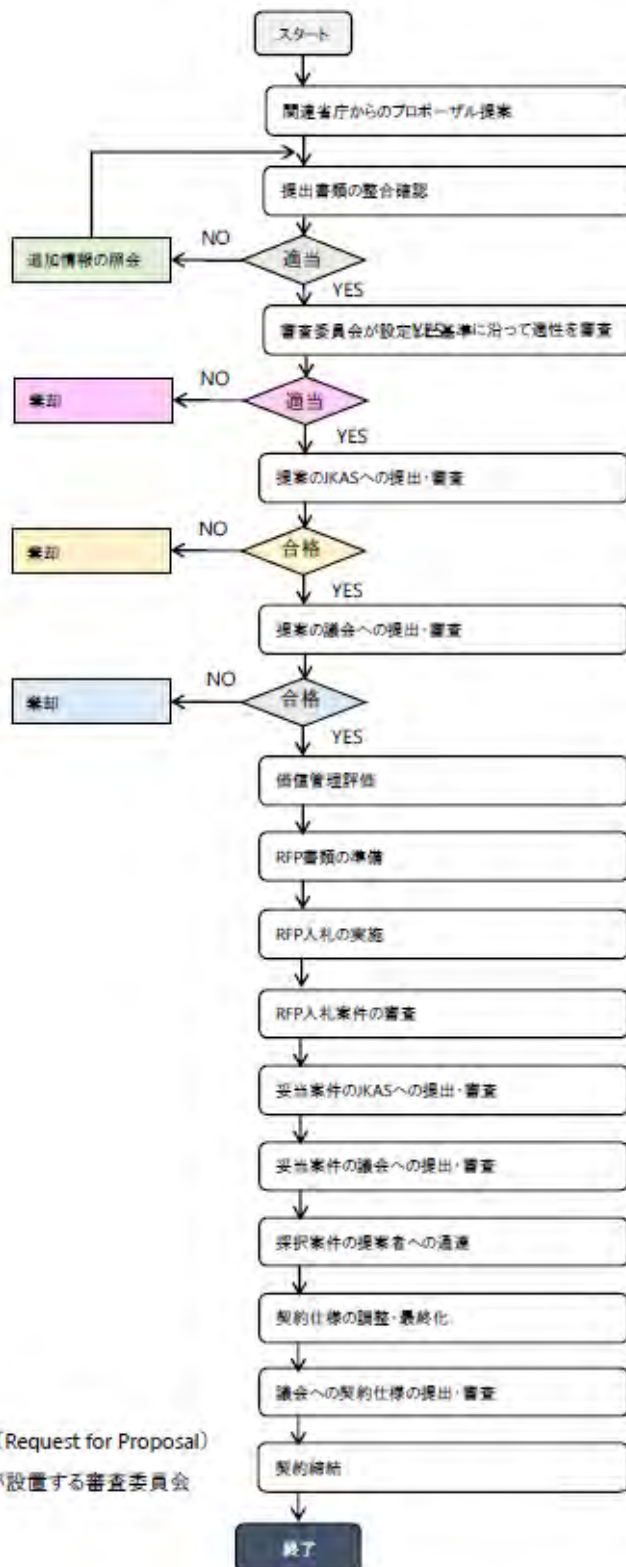 スタート
関連省庁からのプロポーザル提案
提出書類の整合確認
NO
追加情報の照会
適当
YES
審査委員会が設定した基準に沿って適性を審査
YES
NO
棄却
適当
YES
提案のJKASへの提出・審査
NO
棄却
合格
YES
提案の議会への提出・審査
NO
棄却
合格
YES
価値管理評価
RFP書類の準備
RFP入札の実施
RFP入札案件の審査
妥当案件のJKASへの提出・審査
妥当案件の議会への提出・審査
採択案件の提案者への通達
契約仕様の調整・最終化
議会への契約仕様の提出・審査
(Request for Proposal)
契約締結
が設置する審査委員会
終了